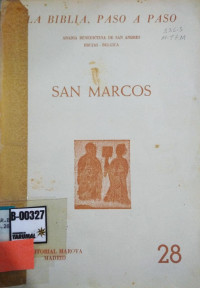 LA BIBLIA, PASO A PASO
ABADIA BENEDICTINA DE SAN ANDRES
BRUJAS - BELGICA
SAN MARCOS
B-00327
EDITORIAL MAROVA
MADRID
28